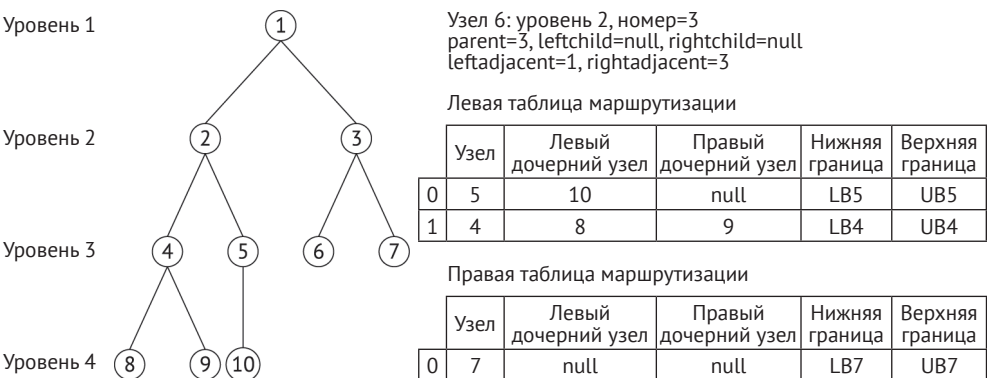 Уровень 1
1
Уровень 2
2
3
Уровень 3
4
5
6
7
Уровень 4
8
9
10
Узел 6: уровень 2, номер=3
parent=3, leftchild=null, rightchild=null
leftadjacent=1, rightadjacent=3
Левая таблица маршрутизации
Узел Левый дочерний узел Правый дочерний узел Нижняя граница Верхняя граница
0 5 10 null LB5 UB5
1 4 8 9 LB4 UB4
Правая таблица маршрутизации
Узел Левый дочерний узел Правый дочерний узел Нижняя граница Верхняя граница
0 7 null null LB7 UB7